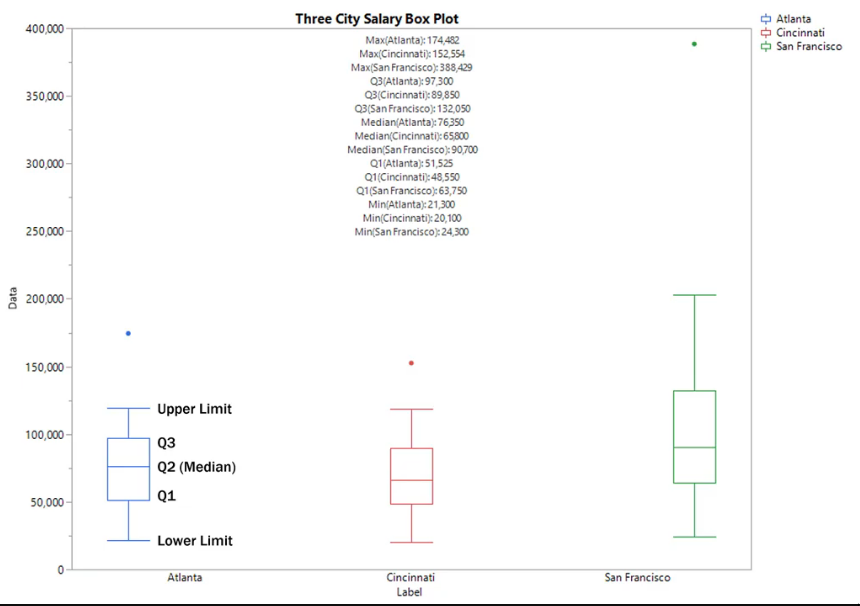 Three City Salary Box Plot
Atlanta
Cincinnati
San Francisco
Max(Atlanta): 174,482
Max(Cincinnati): 152,554
Max(San Francisco): 388,429
Q3(Atlanta): 97,300
Q3(Cincinnati): 89,850
Q3(San Francisco): 132,050
Median(Atlanta): 76,350
Median(Cincinnati): 65,800
Median(San Francisco): 90,700
Q1(Atlanta): 51,525
Q1(Cincinnati): 48,550
Q1(San Francisco): 63,750
Min(Atlanta): 21,300
Min(Cincinnati): 20,100
Min(San Francisco): 24,300
400,000
350,000
300,000
250,000
200,000
150,000
100,000
50,000
0
Data
Upper Limit
Q3
Q2 (Median)
Q1
Lower Limit
Atlanta
Cincinnati
San Francisco
Label